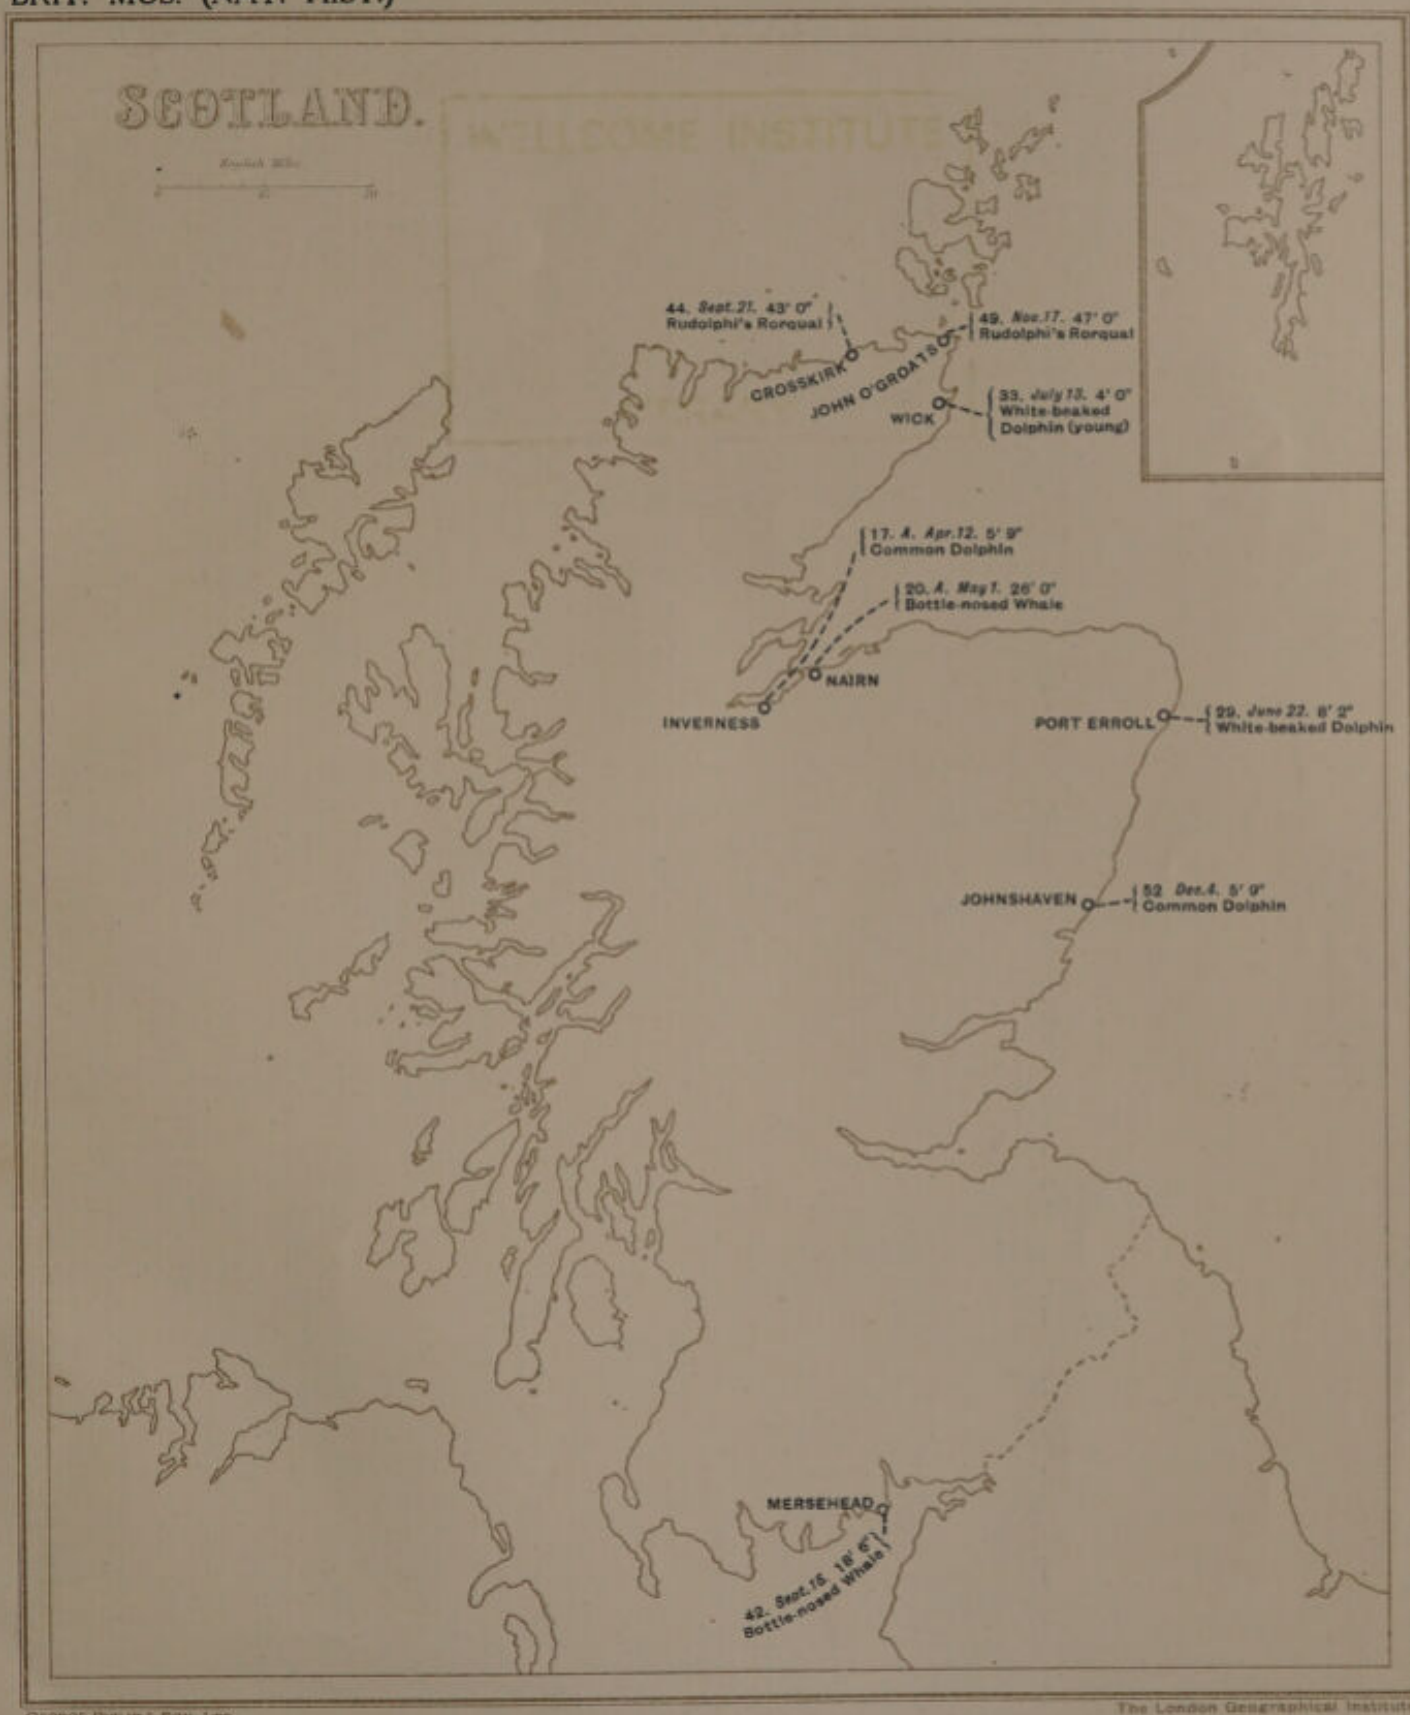 SCOTLAND.
English Miles
WELLCOME INSTITUTE
44. Sept. 21. 43' 0"
Rudolphi's Rorqual
49. Nov. 17. 47' 0"
Rudolphi's Rorqual
CROSSKIRK
JOHN O'GROATS
33. July 13. 4' 0"
White-beaked
Dolphin (young)
WICK
17. A. Apr. 12. 5' 9"
Common Dolphin
20. A. May 1. 26' 0"
Bottle-nosed Whale
NAIRN
INVERNESS
PORT ERROLL
29. June 22. 8' 2"
White-beaked Dolphin
JOHNSHAVEN
52 Dec. 4. 5' 9"
Common Dolphin
MERSEHEAD
42. Sept. 15. 18' 6"
Bottle-nosed Whale
The London Geographical Institute